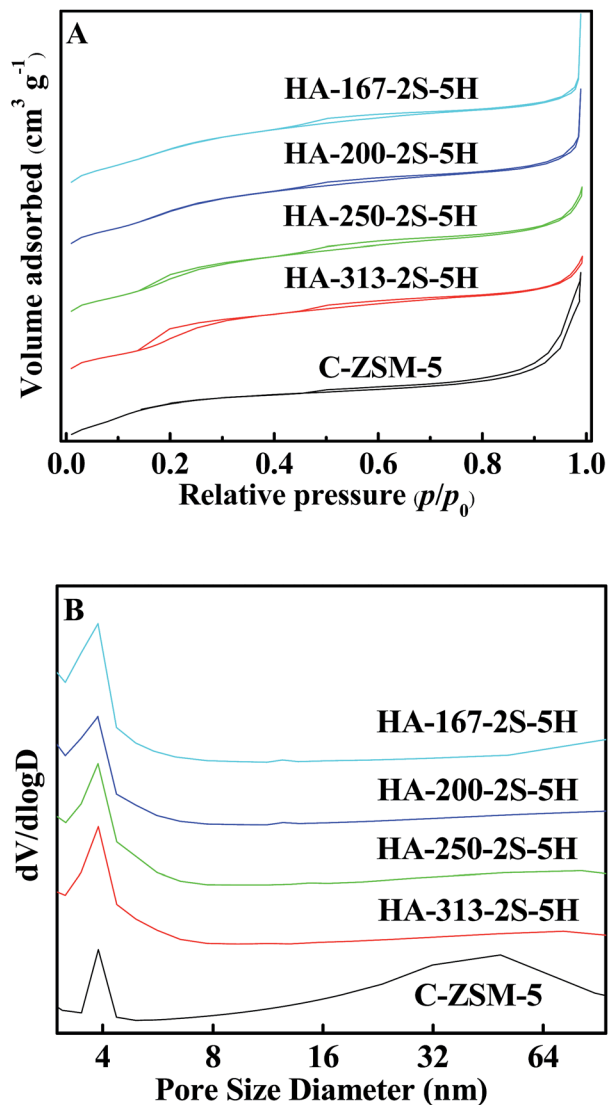 A
HA-167-2S-5H
HA-200-2S-5H
HA-250-2S-5H
HA-313-2S-5H
C-ZSM-5
Volume adsorbed (cm³ g⁻¹)
0.0 0.2 0.4 0.6 0.8 1.0
Relative pressure (p/p₀)
B
HA-167-2S-5H
HA-200-2S-5H
HA-250-2S-5H
HA-313-2S-5H
C-ZSM-5
dV/dlogD
4 8 16 32 64
Pore Size Diameter (nm)